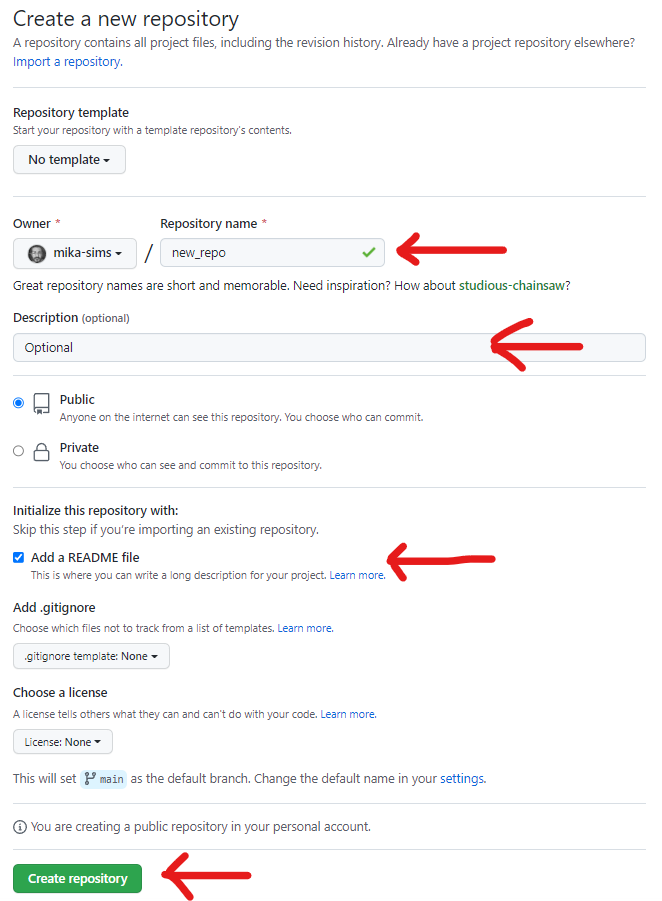 Create a new repository
A repository contains all project files, including the revision history. Already have a project repository elsewhere?
Import a repository.
Repository template
Start your repository with a template repository's contents.
No template
Owner * Repository name *
mika-sims / new_repo
Great repository names are short and memorable. Need inspiration? How about studious-chainsaw?
Description (optional)
Optional
Public
Anyone on the internet can see this repository. You choose who can commit.
Private
You choose who can see and commit to this repository.
Initialize this repository with:
Skip this step if you're importing an existing repository.
Add a README file
This is where you can write a long description for your project. Learn more.
Add .gitignore
Choose which files not to track from a list of templates. Learn more.
.gitignore template: None
Choose a license
A license tells others what they can and can't do with your code. Learn more.
License: None
This will set main as the default branch. Change the default name in your settings.
You are creating a public repository in your personal account.
Create repository